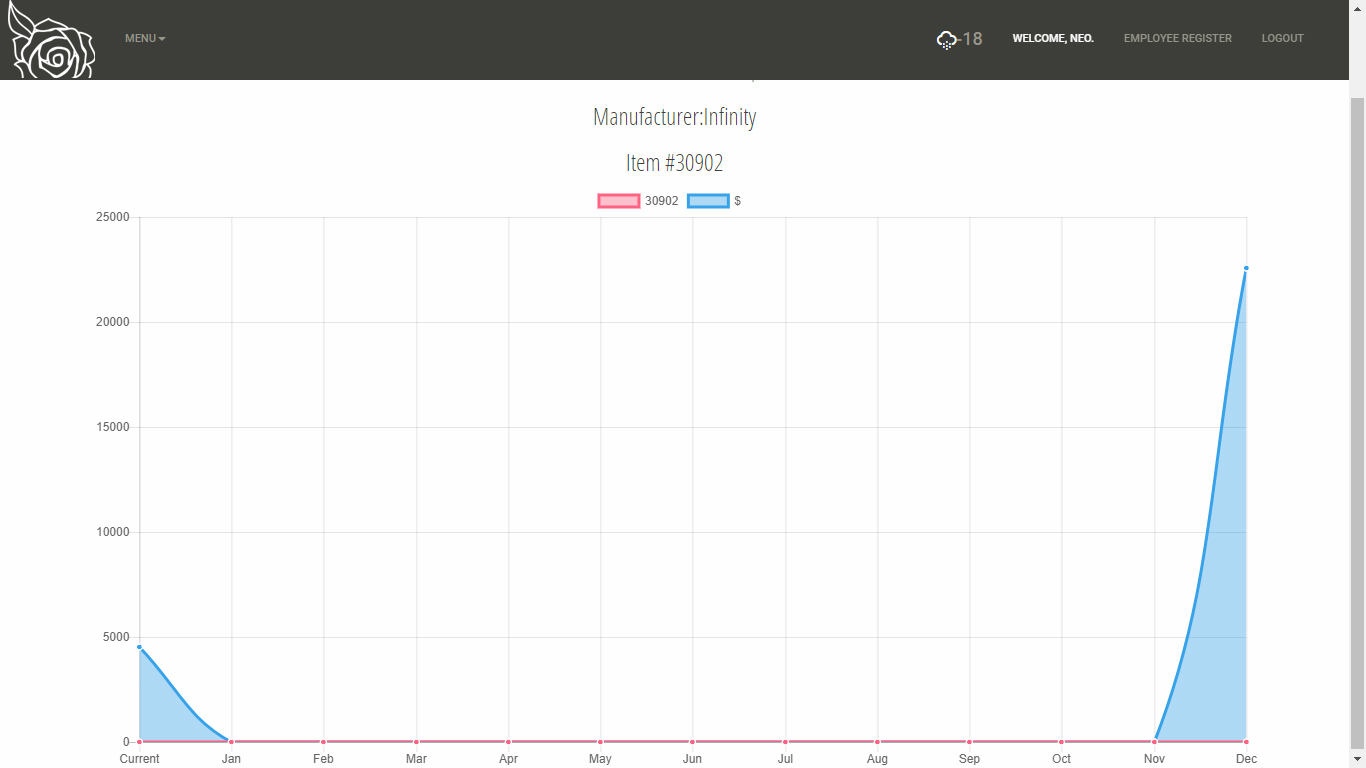 MENU
-18
WELCOME, NEO.
EMPLOYEE REGISTER
LOGOUT
Manufacturer:Infinity
Item #30902
30902 $
25000
20000
15000
10000
5000
0
Current Jan Feb Mar Apr May Jun Jul Aug Sep Oct Nov Dec